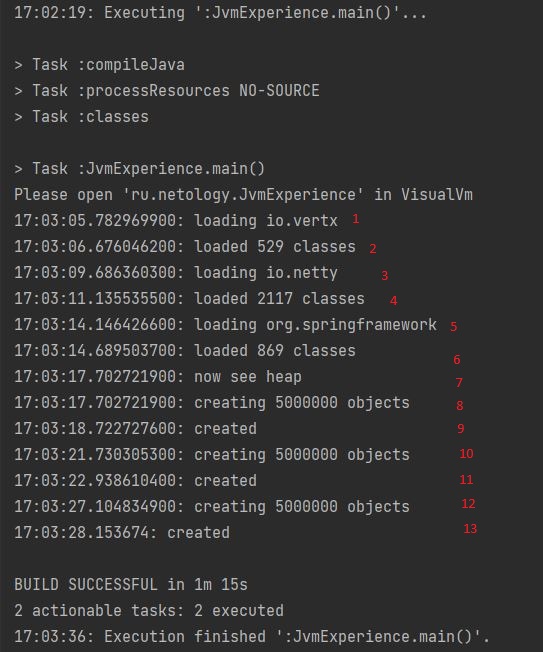 17:02:19: Executing ':JvmExperience.main()'...
> Task :compileJava
> Task :processResources NO-SOURCE
> Task :classes
> Task :JvmExperience.main()
Please open 'ru.netology.JvmExperience' in VisualVm
17:03:05.782969900: loading io.vertx 1
17:03:06.676046200: loaded 529 classes 2
17:03:09.686360300: loading io.netty 3
17:03:11.135535500: loaded 2117 classes 4
17:03:14.146426600: loading org.springframework 5
17:03:14.689503700: loaded 869 classes 6
17:03:17.702721900: now see heap 7
17:03:17.702721900: creating 5000000 objects 8
17:03:18.722727600: created 9
17:03:21.730305300: creating 5000000 objects 10
17:03:22.938610400: created 11
17:03:27.104834900: creating 5000000 objects 12
17:03:28.153674: created 13
BUILD SUCCESSFUL in 1m 15s
2 actionable tasks: 2 executed
17:03:36: Execution finished ':JvmExperience.main()'.